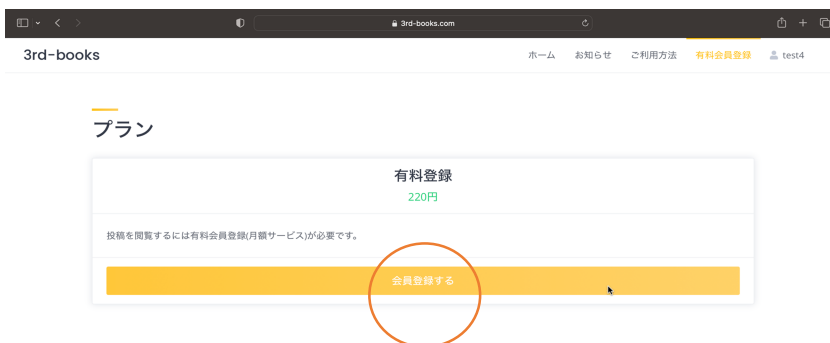 3rd-books.com
3rd-books
ホーム お知らせ ご利用方法 有料会員登録 test4
プラン
有料登録
220円
投稿を閲覧するには有料会員登録(月額サービス)が必要です。
会員登録する